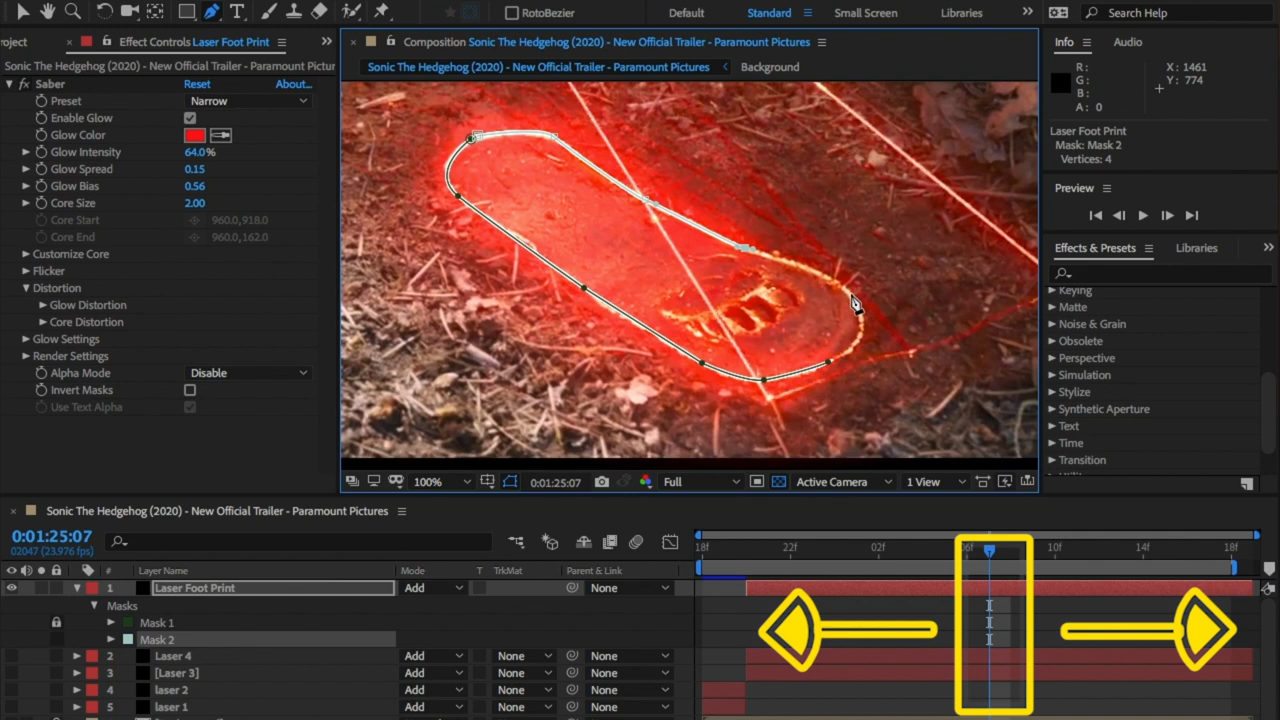 RotoBezier Default Standard Small Screen Libraries Search Help
roject Effect Controls Laser Foot Print
Sonic The Hedgehog (2020) - New Official Trailer - Paramount Pictur
fx Saber Reset About...
Preset Narrow
Enable Glow
Glow Color
Glow Intensity 64.0%
Glow Spread 0.15
Glow Bias 0.56
Core Size 2.00
Core Start 960.0,918.0
Core End 960.0,162.0
Customize Core
Flicker
Distortion
Glow Distortion
Core Distortion
Glow Settings
Render Settings
Alpha Mode Disable
Invert Masks
Use Text Alpha
Composition Sonic The Hedgehog (2020) - New Official Trailer - Paramount Pictures
Sonic The Hedgehog (2020) - New Official Trailer - Paramount Pictures Background
100% 0:01:25:07 Full Active Camera 1 View
Info Audio
R: X: 1461
G: Y: 774
B:
A: 0
Laser Foot Print
Mask: Mask 2
Vertices: 4
Preview
Effects & Presets Libraries
Keying
Matte
Noise & Grain
Obsolete
Perspective
Simulation
Stylize
Synthetic Aperture
Text
Time
Transition
Sonic The Hedgehog (2020) - New Official Trailer - Paramount Pictures
0:01:25:07
02047 (23.976 fps)
18f 22f 02f 06f 10f 14f 18f
# Layer Name Mode T TrkMat Parent & Link
1 Laser Foot Print Add None
Masks
Mask 1
Mask 2
2 Laser 4 Add None None
3 [Laser 3] Add None None
4 laser 2 Add None None
5 laser 1 Add None None